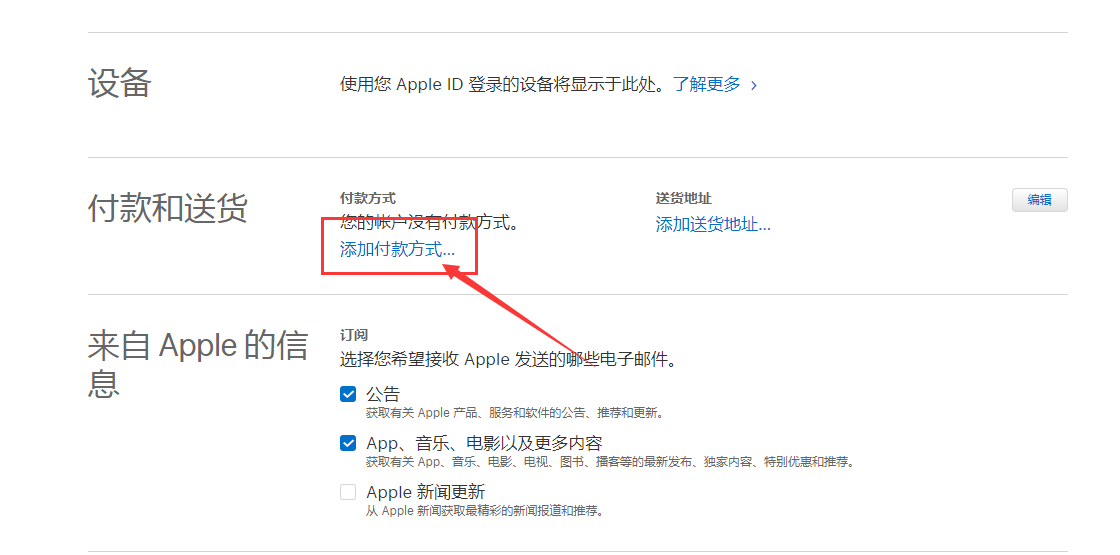 设备
使用您 Apple ID 登录的设备将显示于此处。了解更多 >
付款和送货
付款方式
您的帐户没有付款方式。
添加付款方式...
送货地址
添加送货地址...
编辑
来自 Apple 的信
息
订阅
选择您希望接收 Apple 发送的哪些电子邮件。
公告
获取有关 Apple 产品、服务和软件的公告、推荐和更新。
App、音乐、电影以及更多内容
获取有关 App、音乐、电影、电视、图书、播客等的最新发布、独家内容、特别优惠和推荐。
Apple 新闻更新
从 Apple 新闻获取最精彩的新闻报道和推荐。